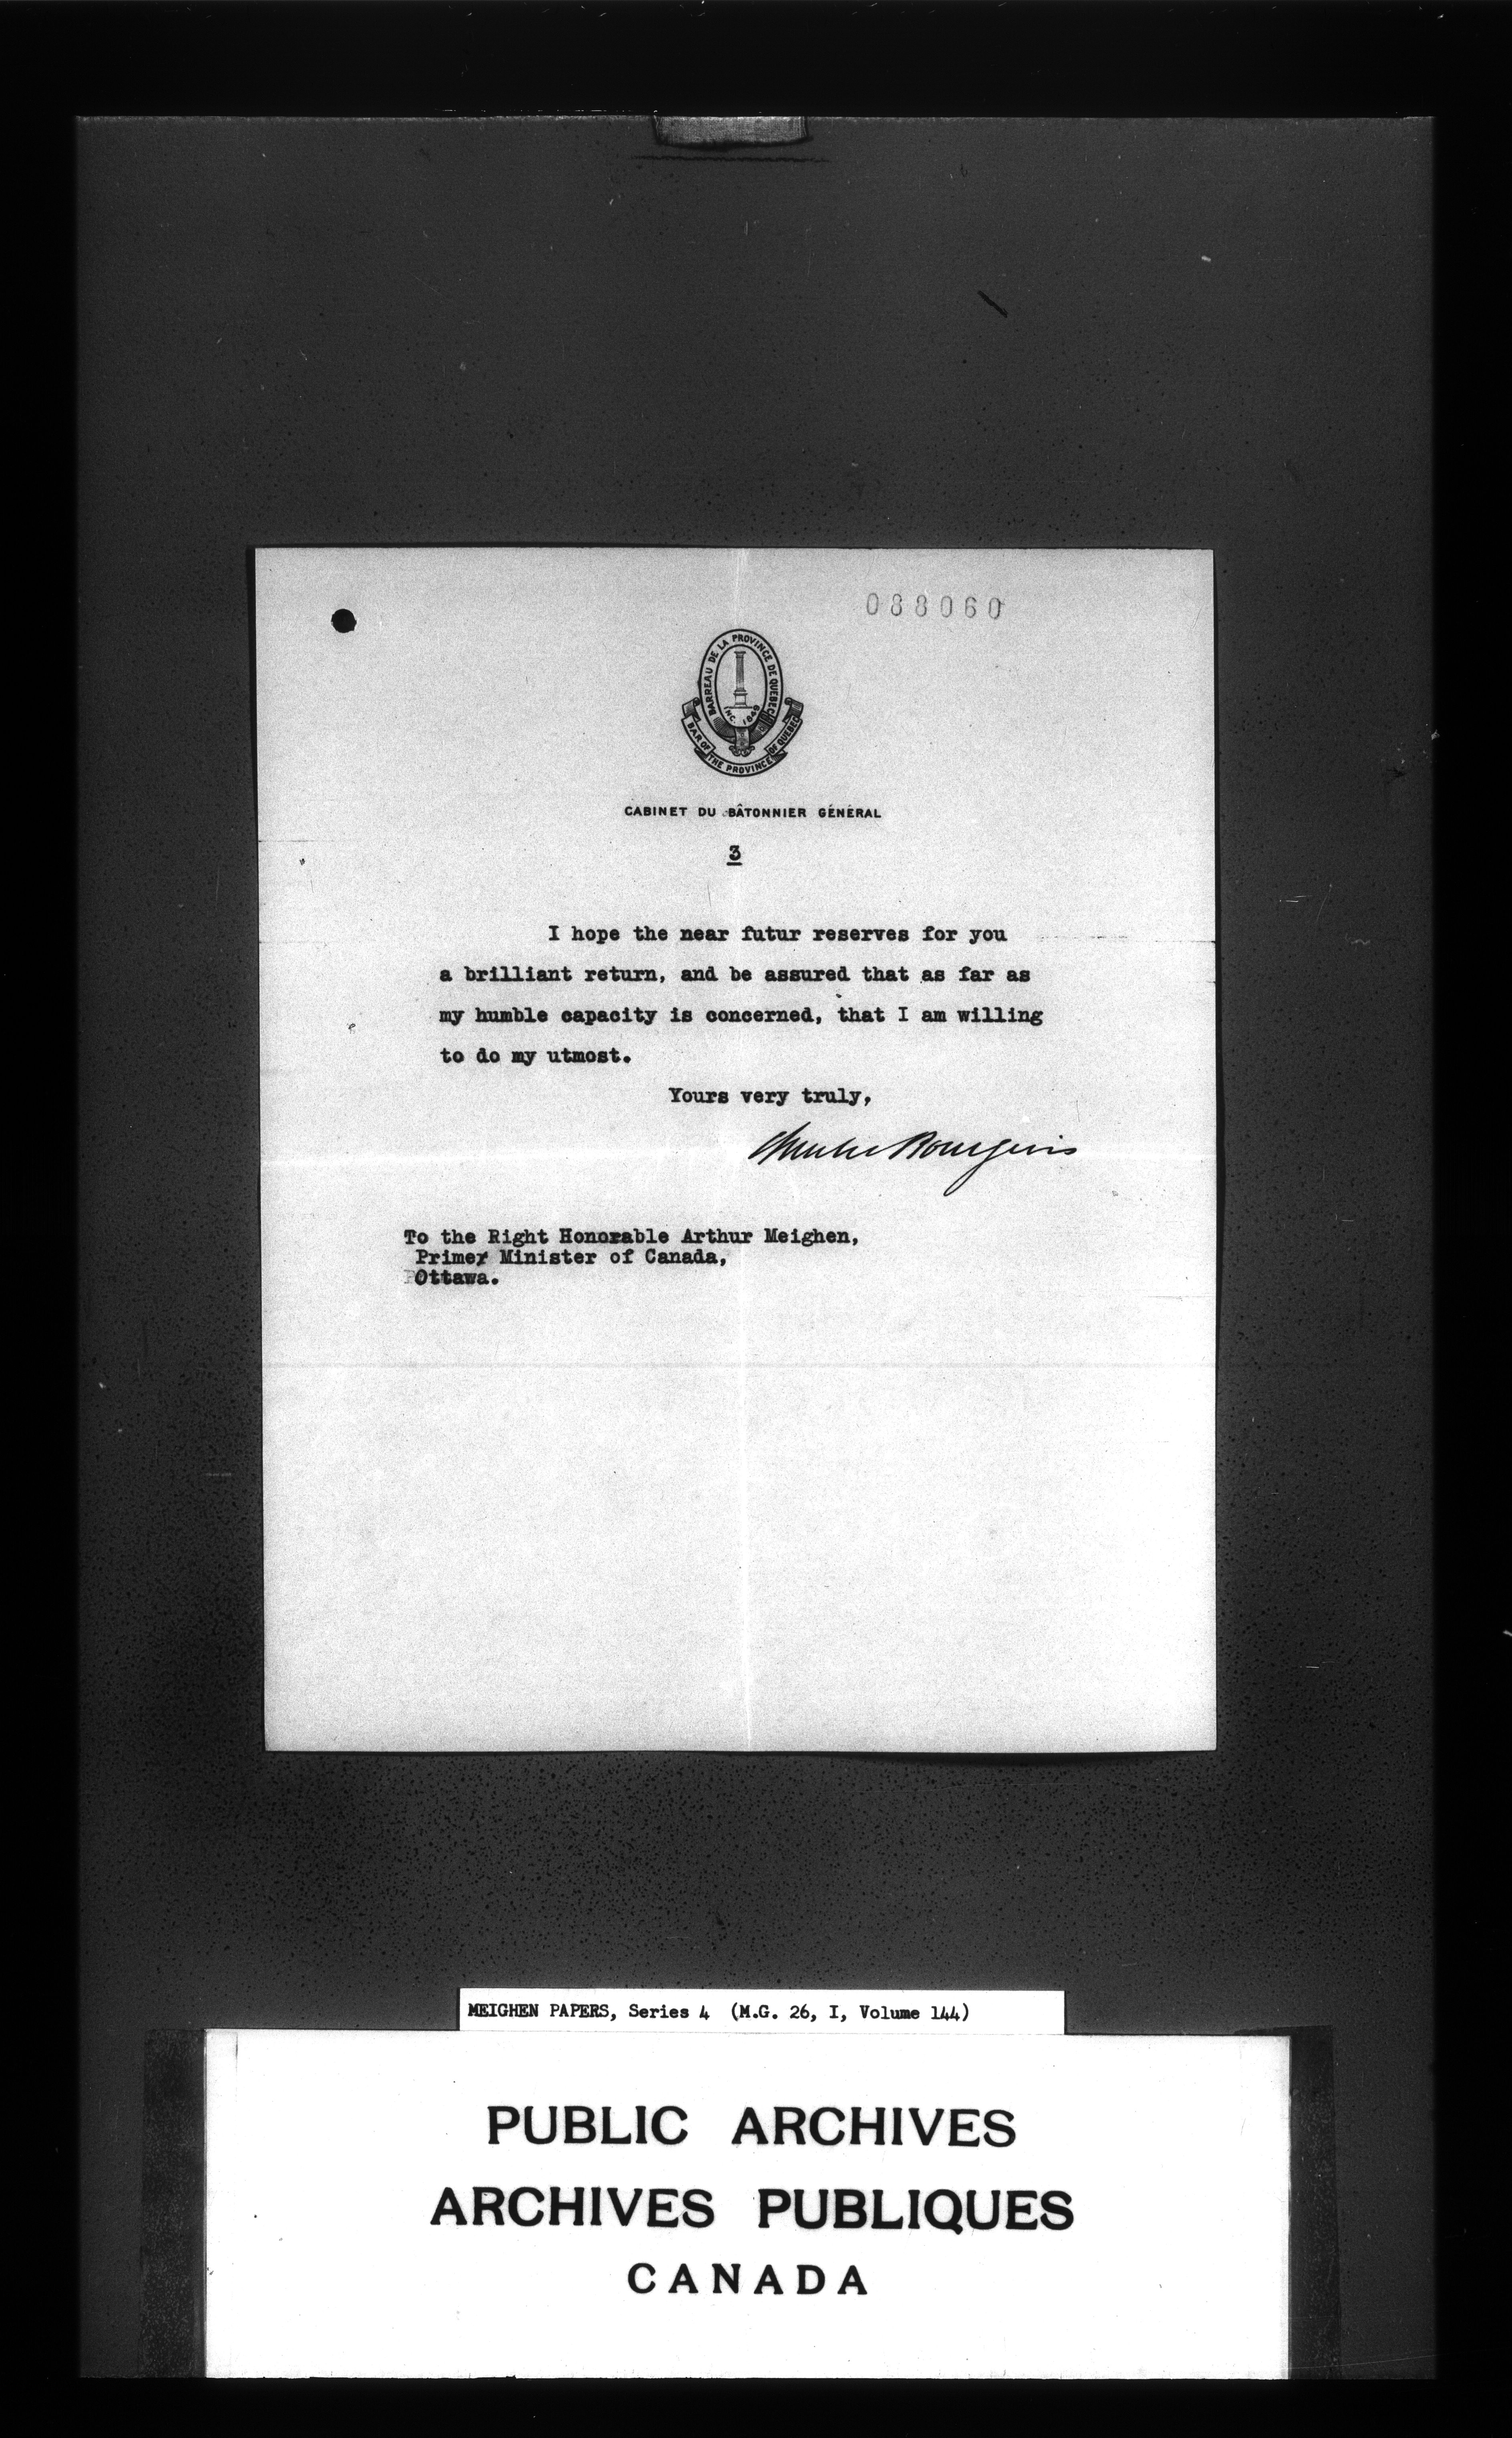 088060
BARREAU DE LA PROVINCE DE QUEBEC
INC. 1849
BAR OF THE PROVINCE OF QUEBEC
CABINET DU BÂTONNIER GÉNÉRAL
3
I hope the near futur reserves for you
a brilliant return, and be assured that as far as
my humble capacity is concerned, that I am willing
to do my utmost.
Yours very truly,
Charles Bourgeois
To the Right Honorable Arthur Meighen,
Primer Minister of Canada,
Ottawa.
MEIGHEN PAPERS, Series 4 (M.G. 26, I, Volume 144)
PUBLIC ARCHIVES
ARCHIVES PUBLIQUES
CANADA